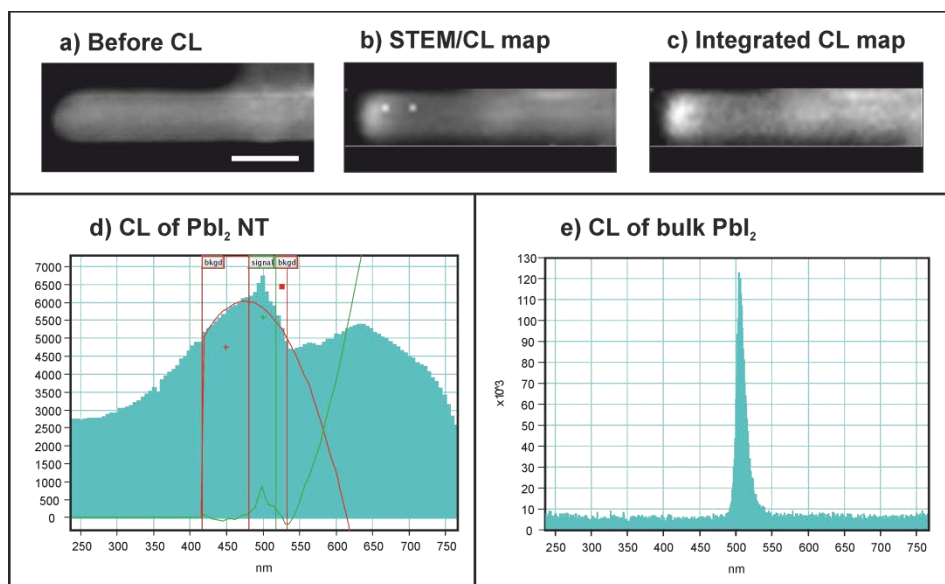 a) Before CL
b) STEM/CL map
c) Integrated CL map
d) CL of PbI₂ NT
bkgd signal bkgd
7000
6500
6000
5500
5000
4500
4000
3500
3000
2500
2000
1500
1000
500
0
250 300 350 400 450 500 550 600 650 700 750
nm
e) CL of bulk PbI₂
x10^3
130
120
110
100
90
80
70
60
50
40
30
20
10
0
250 300 350 400 450 500 550 600 650 700 750
nm